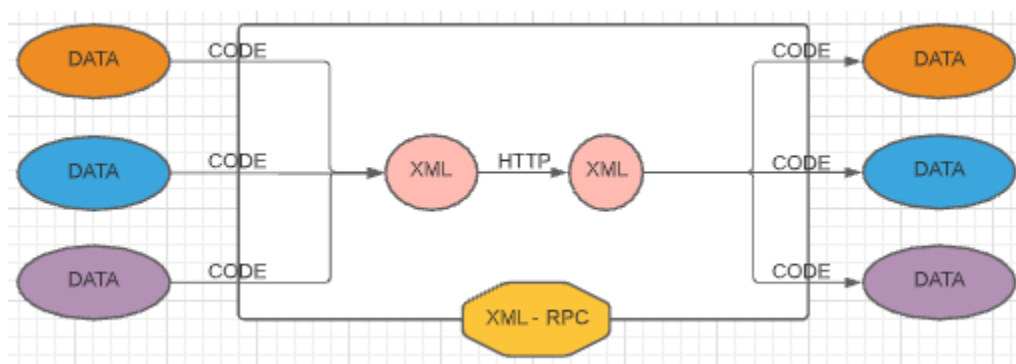 DATA
CODE
CODE
DATA
DATA
CODE
XML
HTTP
XML
CODE
DATA
DATA
CODE
CODE
DATA
XML - RPC